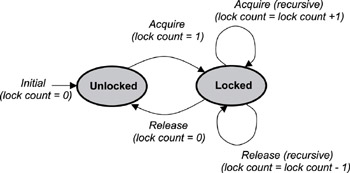 Acquire (recursive)
(lock count = lock count +1)
Acquire
(lock count = 1)
Initial
(lock count = 0)
Unlocked
Locked
Release
(lock count = 0)
Release (recursive)
(lock count = lock count - 1)